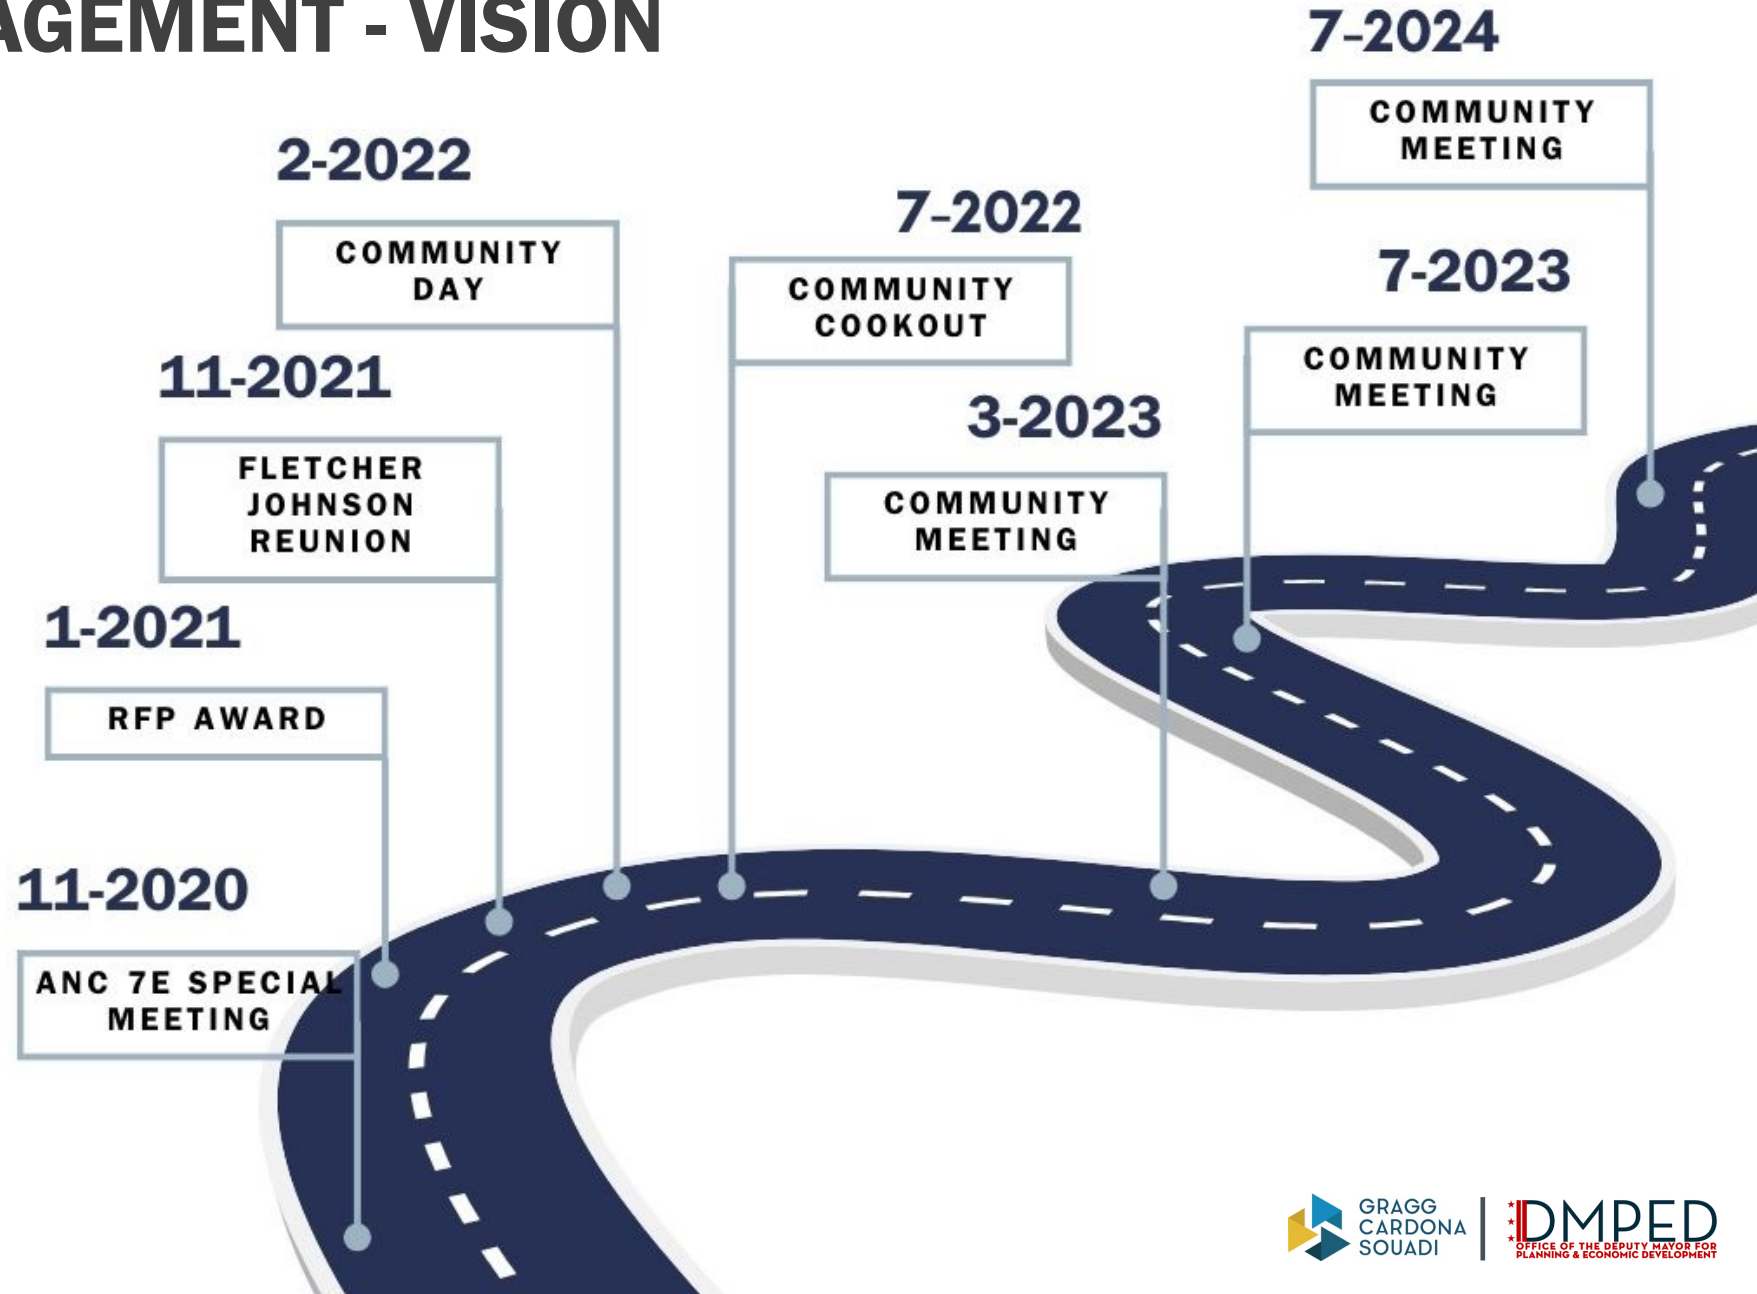 AGEMENT - VISION
7-2024
COMMUNITY
MEETING
2-2022
COMMUNITY
DAY
7-2022
COMMUNITY
COOKOUT
7-2023
COMMUNITY
MEETING
11-2021
FLETCHER
JOHNSON
REUNION
3-2023
COMMUNITY
MEETING
1-2021
RFP AWARD
11-2020
ANC 7E SPECIAL
MEETING
GRAGG
CARDONA
SOUADI
DMPED
OFFICE OF THE DEPUTY MAYOR FOR
PLANNING & ECONOMIC DEVELOPMENT